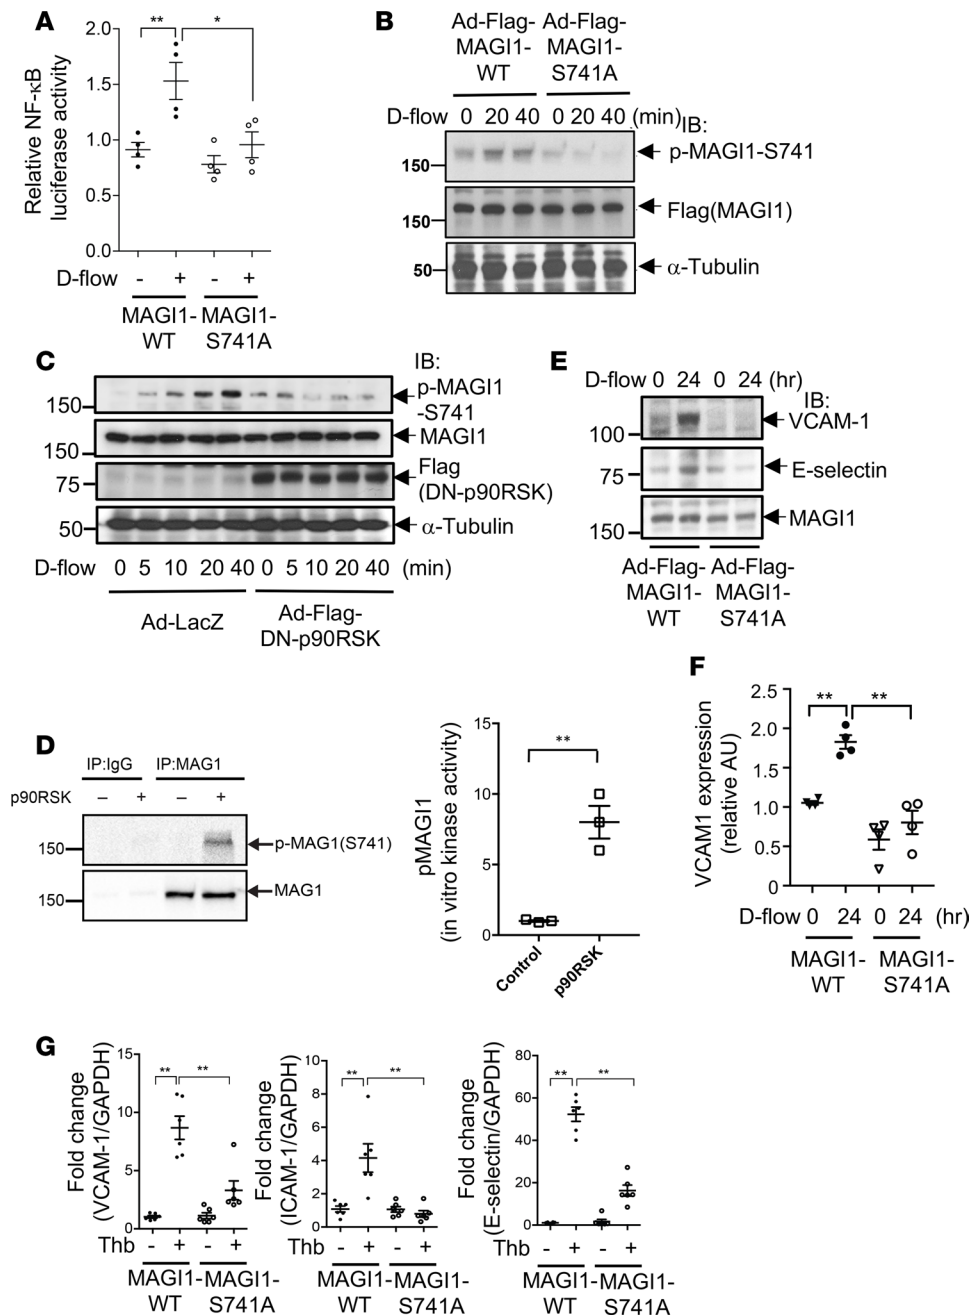 A
Relative NF-κB
luciferase activity
2.0
1.5
1.0
0.5
0.0
** *
D-flow - + - +
MAGI1-
WT
MAGI1-
S741A
B
Ad-Flag-
MAGI1-
WT
Ad-Flag-
MAGI1-
S741A
D-flow 0 20 40 0 20 40 (min)
IB:
150 p-MAGI1-S741
150 Flag(MAGI1)
50 α-Tubulin
C
IB:
150 p-MAGI1
-S741
150 MAGI1
75 Flag
(DN-p90RSK)
50 α-Tubulin
D-flow 0 5 10 20 40 0 5 10 20 40 (min)
Ad-LacZ
Ad-Flag-
DN-p90RSK
E
D-flow 0 24 0 24 (hr)
IB:
100 VCAM-1
75 E-selectin
150 MAGI1
Ad-Flag-
MAGI1-
WT
Ad-Flag-
MAGI1-
S741A
D
IP:IgG IP:MAG1
p90RSK – + – +
150 p-MAG1(S741)
150 MAG1
pMAGI1
(in vitro kinase activity)
15
10
5
0
**
Control
p90RSK
F
VCAM1 expression
(relative AU)
2.5
2.0
1.5
1.0
0.5
0
** **
D-flow 0 24 0 24 (hr)
MAGI1-
WT
MAGI1-
S741A
G
Fold change
(VCAM-1/GAPDH)
15
10
5
0
** **
Thb - + - +
MAGI1-
WT
MAGI1-
S741A
Fold change
(ICAM-1/GAPDH)
10
8
6
4
2
0
** **
Thb - + - +
MAGI1-
WT
MAGI1-
S741A
Fold change
(E-selectin/GAPDH)
80
60
40
20
0
** **
Thb - + - +
MAGI1-
WT
MAGI1-
S741A